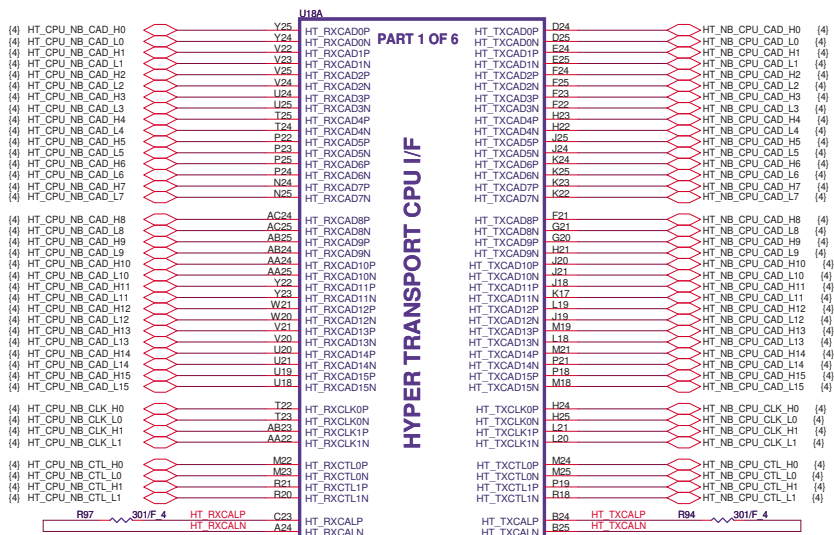 U18A
PART 1 OF 6
HYPER TRANSPORT CPU I/F
{4} HT_CPU_NB_CAD_H0 Y25 HT_RXCAD0P HT_TXCAD0P D24 HT_NB_CPU_CAD_H0 {4}
{4} HT_CPU_NB_CAD_L0 Y24 HT_RXCAD0N HT_TXCAD0N D25 HT_NB_CPU_CAD_L0 {4}
{4} HT_CPU_NB_CAD_H1 V22 HT_RXCAD1P HT_TXCAD1P E24 HT_NB_CPU_CAD_H1 {4}
{4} HT_CPU_NB_CAD_L1 V23 HT_RXCAD1N HT_TXCAD1N E25 HT_NB_CPU_CAD_L1 {4}
{4} HT_CPU_NB_CAD_H2 V25 HT_RXCAD2P HT_TXCAD2P F24 HT_NB_CPU_CAD_H2 {4}
{4} HT_CPU_NB_CAD_L2 V24 HT_RXCAD2N HT_TXCAD2N F25 HT_NB_CPU_CAD_L2 {4}
{4} HT_CPU_NB_CAD_H3 U24 HT_RXCAD3P HT_TXCAD3P F23 HT_NB_CPU_CAD_H3 {4}
{4} HT_CPU_NB_CAD_L3 U25 HT_RXCAD3N HT_TXCAD3N F22 HT_NB_CPU_CAD_L3 {4}
{4} HT_CPU_NB_CAD_H4 T25 HT_RXCAD4P HT_TXCAD4P H23 HT_NB_CPU_CAD_H4 {4}
{4} HT_CPU_NB_CAD_L4 T24 HT_RXCAD4N HT_TXCAD4N H22 HT_NB_CPU_CAD_L4 {4}
{4} HT_CPU_NB_CAD_H5 P22 HT_RXCAD5P HT_TXCAD5P J25 HT_NB_CPU_CAD_H5 {4}
{4} HT_CPU_NB_CAD_L5 P23 HT_RXCAD5N HT_TXCAD5N J24 HT_NB_CPU_CAD_L5 {4}
{4} HT_CPU_NB_CAD_H6 P25 HT_RXCAD6P HT_TXCAD6P K24 HT_NB_CPU_CAD_H6 {4}
{4} HT_CPU_NB_CAD_L6 P24 HT_RXCAD6N HT_TXCAD6N K25 HT_NB_CPU_CAD_L6 {4}
{4} HT_CPU_NB_CAD_H7 N24 HT_RXCAD7P HT_TXCAD7P K23 HT_NB_CPU_CAD_H7 {4}
{4} HT_CPU_NB_CAD_L7 N25 HT_RXCAD7N HT_TXCAD7N K22 HT_NB_CPU_CAD_L7 {4}
{4} HT_CPU_NB_CAD_H8 AC24 HT_RXCAD8P HT_TXCAD8P F21 HT_NB_CPU_CAD_H8 {4}
{4} HT_CPU_NB_CAD_L8 AC25 HT_RXCAD8N HT_TXCAD8N G21 HT_NB_CPU_CAD_L8 {4}
{4} HT_CPU_NB_CAD_H9 AB25 HT_RXCAD9P HT_TXCAD9P G20 HT_NB_CPU_CAD_H9 {4}
{4} HT_CPU_NB_CAD_L9 AB24 HT_RXCAD9N HT_TXCAD9N H21 HT_NB_CPU_CAD_L9 {4}
{4} HT_CPU_NB_CAD_H10 AA24 HT_RXCAD10P HT_TXCAD10P J20 HT_NB_CPU_CAD_H10 {4}
{4} HT_CPU_NB_CAD_L10 AA25 HT_RXCAD10N HT_TXCAD10N J21 HT_NB_CPU_CAD_L10 {4}
{4} HT_CPU_NB_CAD_H11 Y22 HT_RXCAD11P HT_TXCAD11P J18 HT_NB_CPU_CAD_H11 {4}
{4} HT_CPU_NB_CAD_L11 Y23 HT_RXCAD11N HT_TXCAD11N K17 HT_NB_CPU_CAD_L11 {4}
{4} HT_CPU_NB_CAD_H12 W21 HT_RXCAD12P HT_TXCAD12P L19 HT_NB_CPU_CAD_H12 {4}
{4} HT_CPU_NB_CAD_L12 W20 HT_RXCAD12N HT_TXCAD12N J19 HT_NB_CPU_CAD_L12 {4}
{4} HT_CPU_NB_CAD_H13 V21 HT_RXCAD13P HT_TXCAD13P M19 HT_NB_CPU_CAD_H13 {4}
{4} HT_CPU_NB_CAD_L13 V20 HT_RXCAD13N HT_TXCAD13N L18 HT_NB_CPU_CAD_L13 {4}
{4} HT_CPU_NB_CAD_H14 U20 HT_RXCAD14P HT_TXCAD14P M21 HT_NB_CPU_CAD_H14 {4}
{4} HT_CPU_NB_CAD_L14 U21 HT_RXCAD14N HT_TXCAD14N P21 HT_NB_CPU_CAD_L14 {4}
{4} HT_CPU_NB_CAD_H15 U19 HT_RXCAD15P HT_TXCAD15P P18 HT_NB_CPU_CAD_H15 {4}
{4} HT_CPU_NB_CAD_L15 U18 HT_RXCAD15N HT_TXCAD15N M18 HT_NB_CPU_CAD_L15 {4}
{4} HT_CPU_NB_CLK_H0 T22 HT_RXCLK0P HT_TXCLK0P H24 HT_NB_CPU_CLK_H0 {4}
{4} HT_CPU_NB_CLK_L0 T23 HT_RXCLK0N HT_TXCLK0N H25 HT_NB_CPU_CLK_L0 {4}
{4} HT_CPU_NB_CLK_H1 AB23 HT_RXCLK1P HT_TXCLK1P L21 HT_NB_CPU_CLK_H1 {4}
{4} HT_CPU_NB_CLK_L1 AA22 HT_RXCLK1N HT_TXCLK1N L20 HT_NB_CPU_CLK_L1 {4}
{4} HT_CPU_NB_CTL_H0 M22 HT_RXCTL0P HT_TXCTL0P M24 HT_NB_CPU_CTL_H0 {4}
{4} HT_CPU_NB_CTL_L0 M23 HT_RXCTL0N HT_TXCTL0N M25 HT_NB_CPU_CTL_L0 {4}
{4} HT_CPU_NB_CTL_H1 R21 HT_RXCTL1P HT_TXCTL1P P19 HT_NB_CPU_CTL_H1 {4}
{4} HT_CPU_NB_CTL_L1 R20 HT_RXCTL1N HT_TXCTL1N R18 HT_NB_CPU_CTL_L1 {4}
R97 301/F_4 HT_RXCALP C23 HT_RXCALP HT_TXCALP B24 HT_TXCALP R94 301/F_4
HT_RXCALN A24 HT_RXCALN HT_TXCALN B25 HT_TXCALN